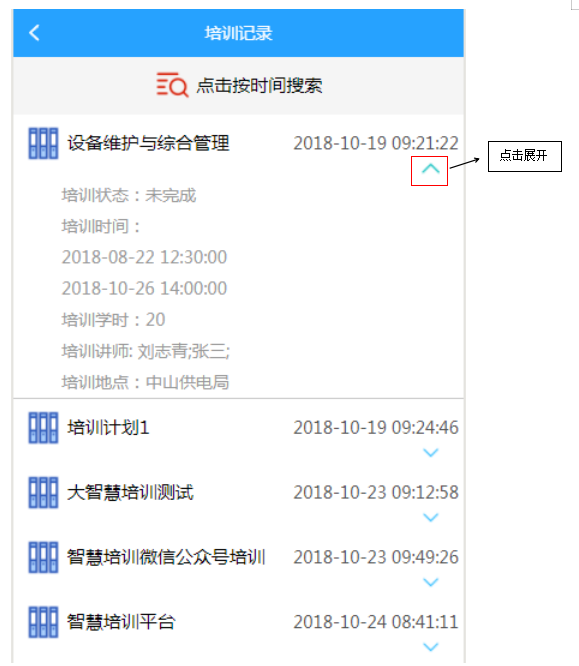 培训记录
点击按时间搜索
设备维护与综合管理 2018-10-19 09:21:22
点击展开
培训状态：未完成
培训时间：
2018-08-22 12:30:00
2018-10-26 14:00:00
培训学时：20
培训讲师: 刘志青;张三;
培训地点：中山供电局
培训计划1 2018-10-19 09:24:46
大智慧培训测试 2018-10-23 09:12:58
智慧培训微信公众号培训 2018-10-23 09:49:26
智慧培训平台 2018-10-24 08:41:11